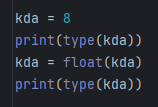 kda = 8
print(type(kda))
kda = float(kda)
print(type(kda))